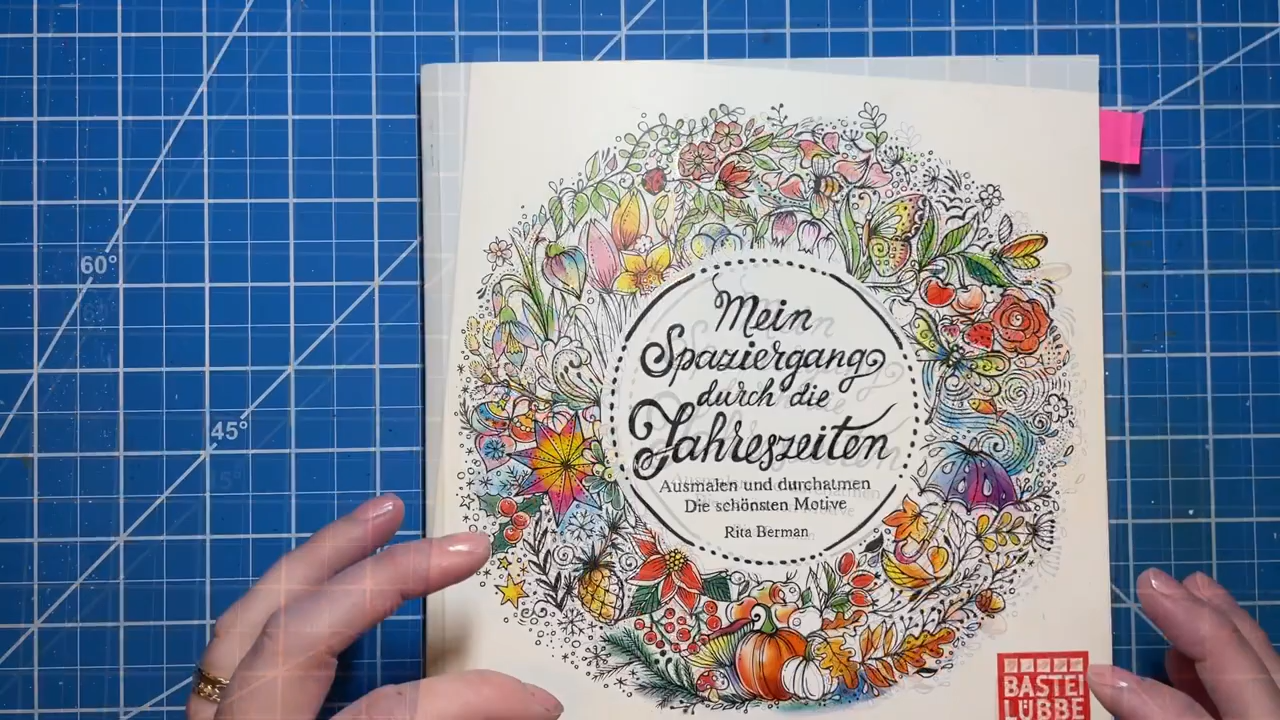 60°
45°
Mein
Spaziergang
durch die
Jahreszeiten
Ausmalen und durchatmen
Die schönsten Motive
Rita Berman
BASTEI
LÜBBE